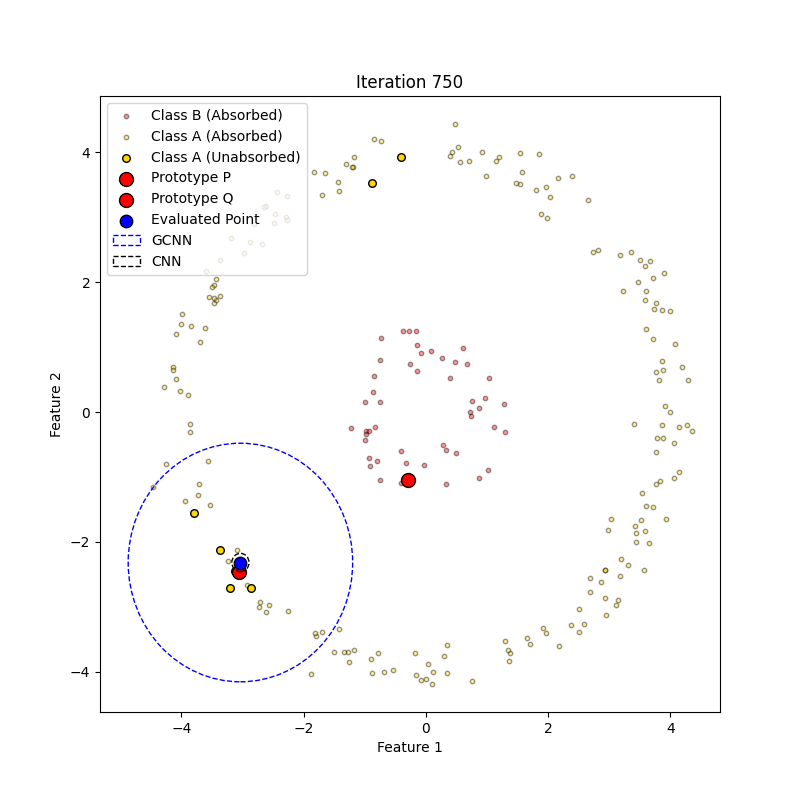 Iteration 750
Class B (Absorbed)
Class A (Absorbed)
Class A (Unabsorbed)
Prototype P
Prototype Q
Evaluated Point
GCNN
CNN
4
2
0
−2
−4
Feature 2
−4
−2
0
2
4
Feature 1